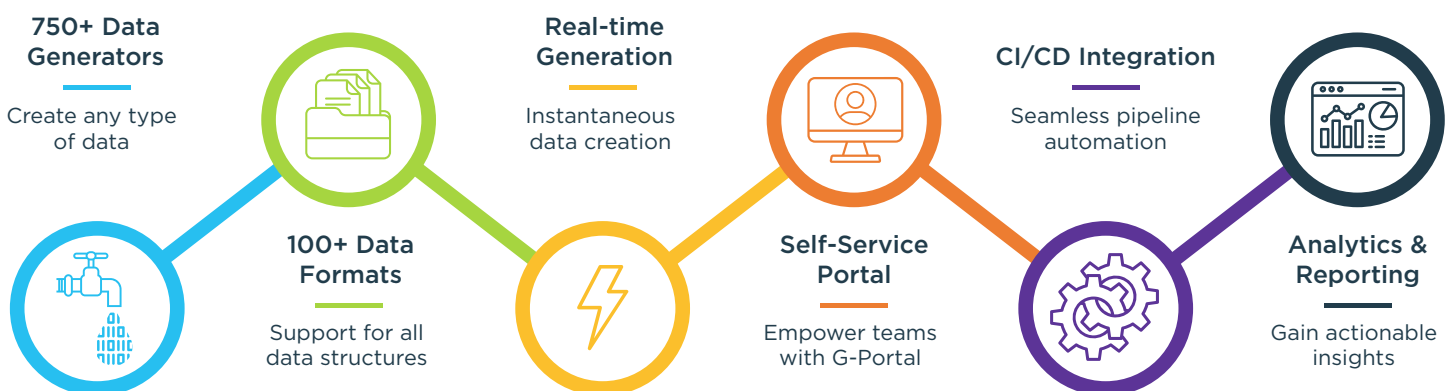 750+ Data
Generators
Create any type
of data
100+ Data
Formats
Support for all
data structures
Real-time
Generation
Instantaneous
data creation
Self-Service
Portal
Empower teams
with G-Portal
CI/CD Integration
Seamless pipeline
automation
Analytics &
Reporting
Gain actionable
insights